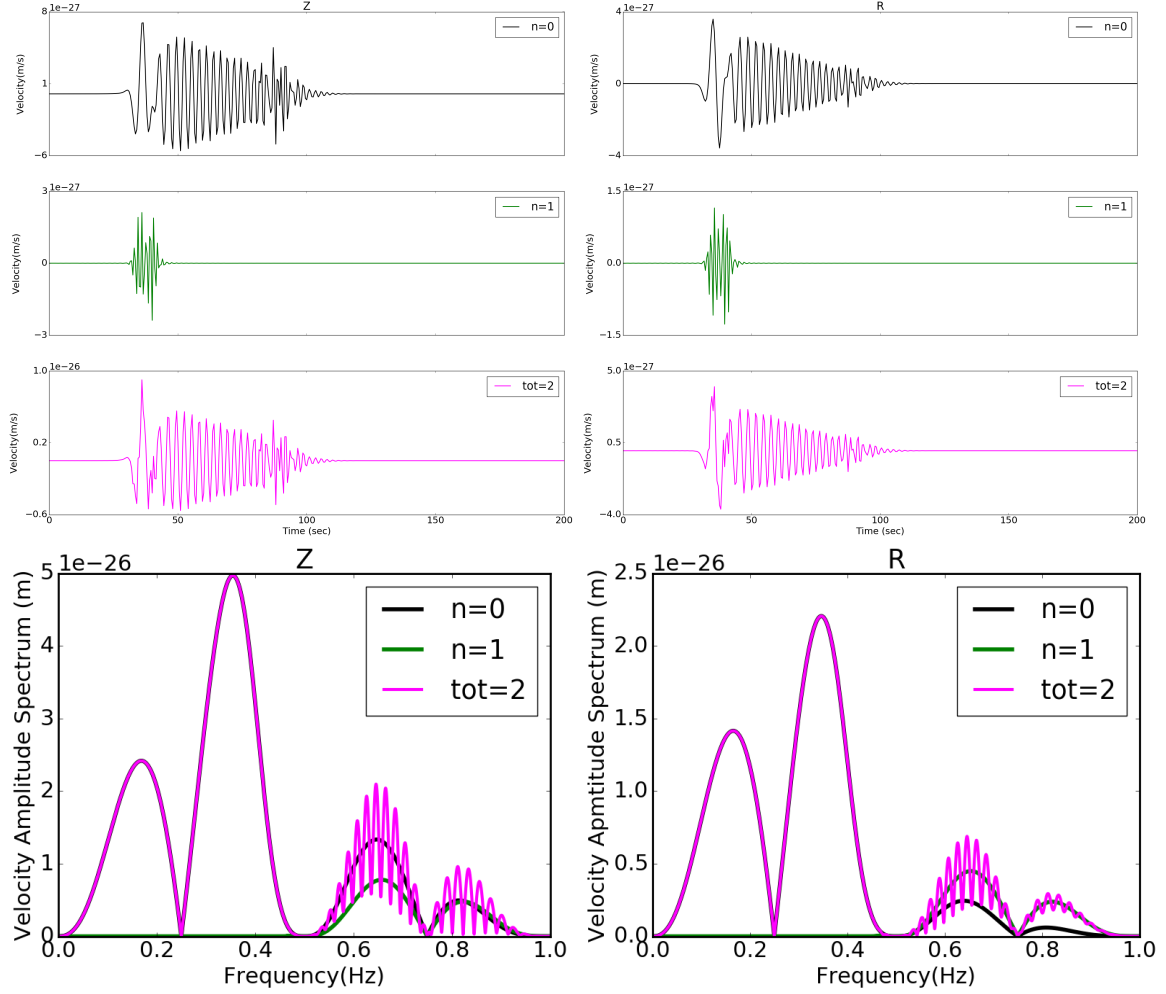 Z
1e−27
8
1
−6
Velocity(m/s)
n=0
R
1e−27
4
0
−4
Velocity(m/s)
n=0
1e−27
3
0
−3
Velocity(m/s)
n=1
1e−27
1.5
0.0
−1.5
Velocity(m/s)
n=1
1e−26
1.0
0.2
−0.6
Velocity(m/s)
tot=2
0 50 100 150 200
Time (sec)
1e−27
5.0
0.5
−4.0
Velocity(m/s)
tot=2
0 50 100 150 200
Time (sec)
Z
1e−26
5
4
3
2
1
0
Velocity Amplitude Spectrum (m)
n=0
n=1
tot=2
0.0 0.2 0.4 0.6 0.8 1.0
Frequency(Hz)
R
1e−26
2.5
2.0
1.5
1.0
0.5
0.0
Velocity Apmtitude Spectrum (m)
n=0
n=1
tot=2
0.0 0.2 0.4 0.6 0.8 1.0
Frequency(Hz)